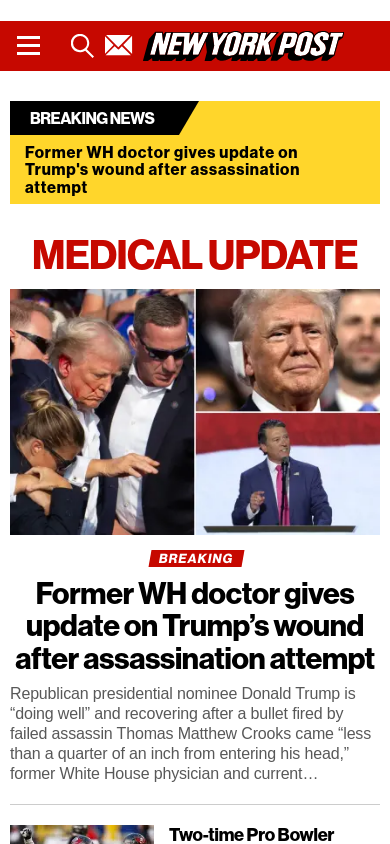 NEW YORK POST
BREAKING NEWS
Former WH doctor gives update on
Trump's wound after assassination
attempt
MEDICAL UPDATE
BREAKING
Former WH doctor gives
update on Trump’s wound
after assassination attempt
Republican presidential nominee Donald Trump is
“doing well” and recovering after a bullet fired by
failed assassin Thomas Matthew Crooks came “less
than a quarter of an inch from entering his head,”
former White House physician and current…
Two-time Pro Bowler